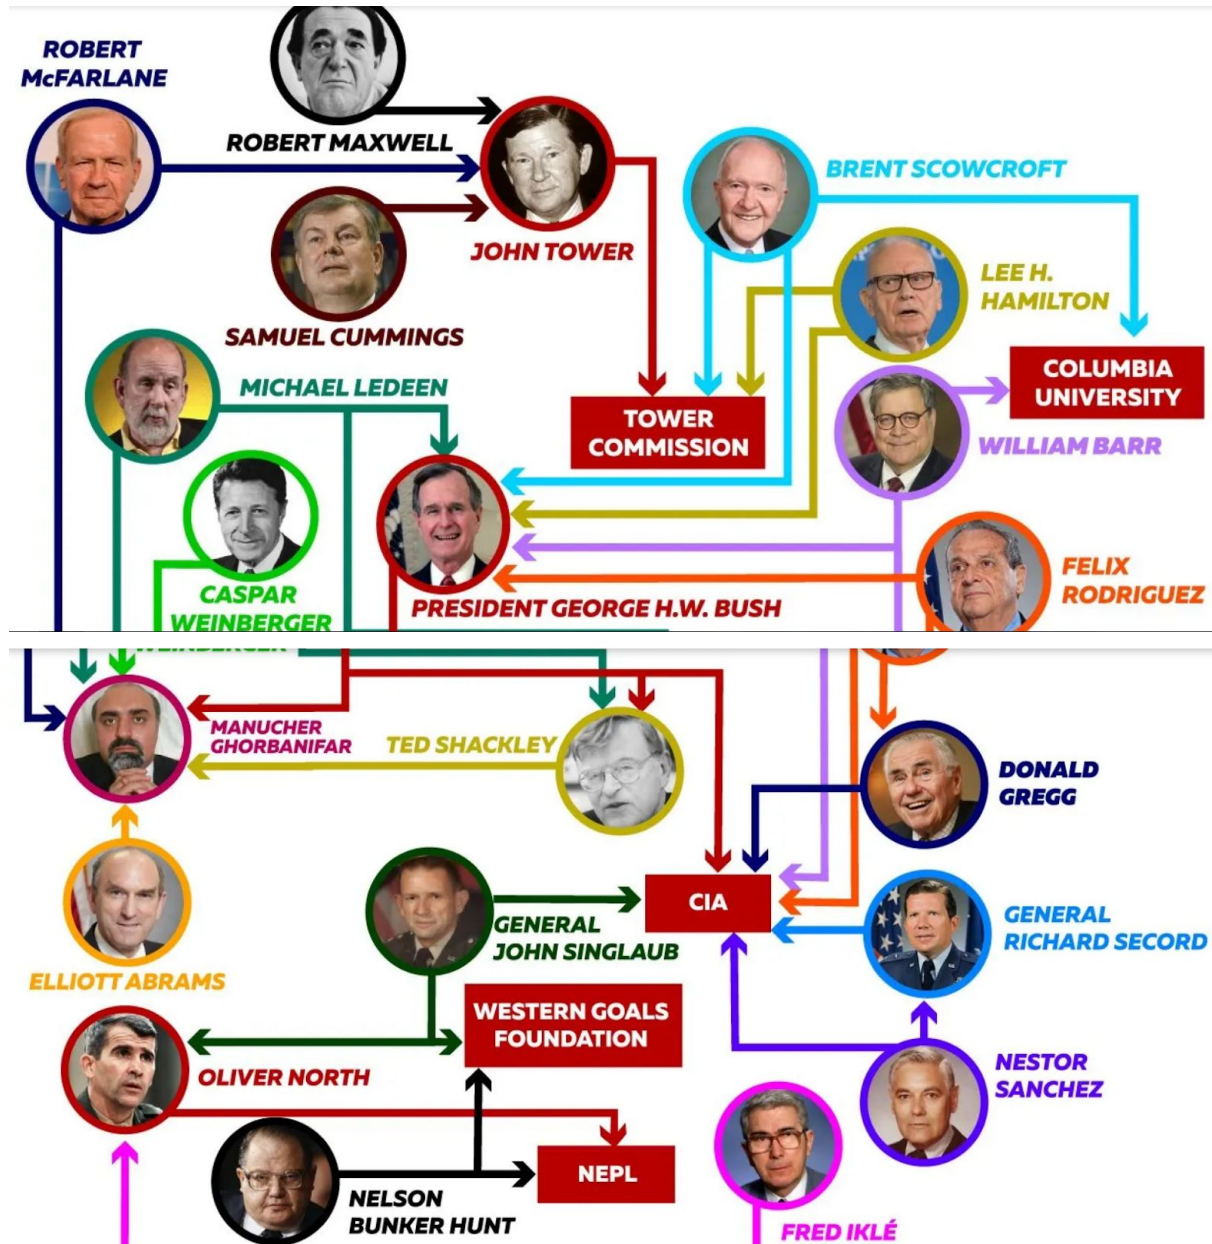 ROBERT
McFARLANE
ROBERT MAXWELL
BRENT SCOWCROFT
JOHN TOWER
LEE H.
HAMILTON
SAMUEL CUMMINGS
MICHAEL LEDEEN
COLUMBIA
UNIVERSITY
TOWER
COMMISSION
WILLIAM BARR
FELIX
RODRIGUEZ
CASPAR
WEINBERGER
PRESIDENT GEORGE H.W. BUSH
WEINBERGER
MANUCHER
GHORBANIFAR
TED SHACKLEY
DONALD
GREGG
CIA
GENERAL
JOHN SINGLAUB
GENERAL
RICHARD SECORD
ELLIOTT ABRAMS
WESTERN GOALS
FOUNDATION
OLIVER NORTH
NESTOR
SANCHEZ
NEPL
NELSON
BUNKER HUNT
FRED IKLÉ